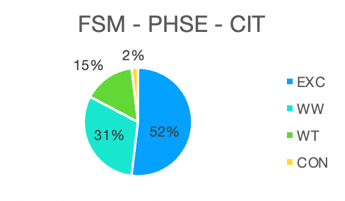 FSM - PHSE - CIT
2%
15%
31%
52%
EXC
WW
WT
CON